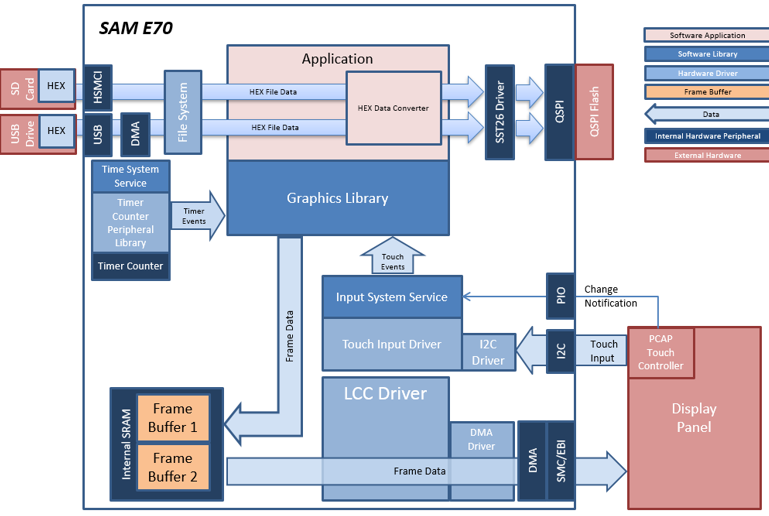 SAM E70
Application
HEX File Data
HEX File Data
HEX Data Converter
SD
Card
HEX
USB
Drive
HEX
HSMCI
USB
DMA
File System
SST26 Driver
QSPI
QSPI Flash
Software Application
Software Library
Hardware Driver
Frame Buffer
Data
Internal Hardware Peripheral
External Hardware
Time System
Service
Timer
Counter
Peripheral
Library
Timer Counter
Timer
Events
Graphics Library
Touch
Events
Frame Data
Input System Service
Touch Input Driver
I2C
Driver
PIO
I2C
Change
Notification
Touch
Input
PCAP
Touch
Controller
Display
Panel
Internal SRAM
Frame
Buffer 1
Frame
Buffer 2
LCC Driver
DMA
Driver
Frame Data
DMA
SMC/EBI